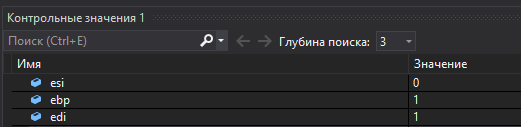 Контрольные значения 1
Поиск (Ctrl+E) Глубина поиска: 3
Имя Значение
esi 0
ebp 1
edi 1